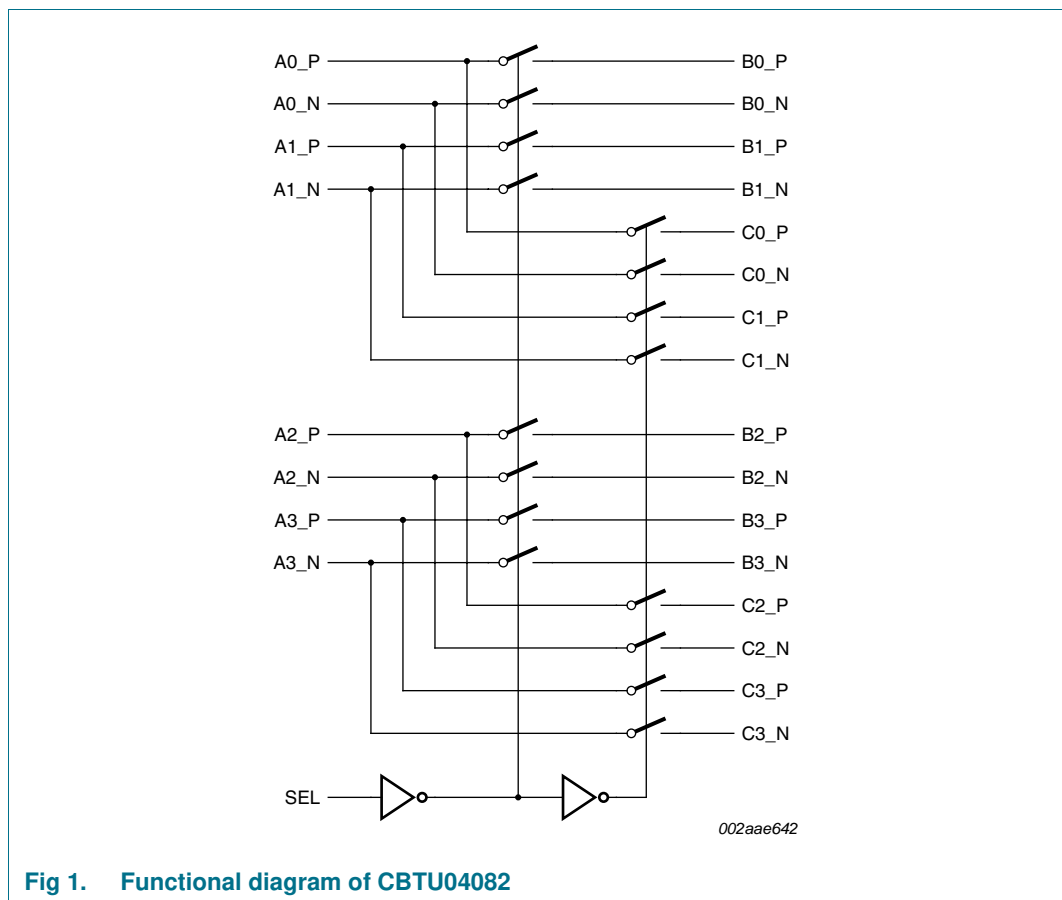 A0_P B0_P
A0_N B0_N
A1_P B1_P
A1_N B1_N
C0_P
C0_N
C1_P
C1_N
A2_P B2_P
A2_N B2_N
A3_P B3_P
A3_N B3_N
C2_P
C2_N
C3_P
C3_N
SEL
002aae642
Fig 1. Functional diagram of CBTU04082